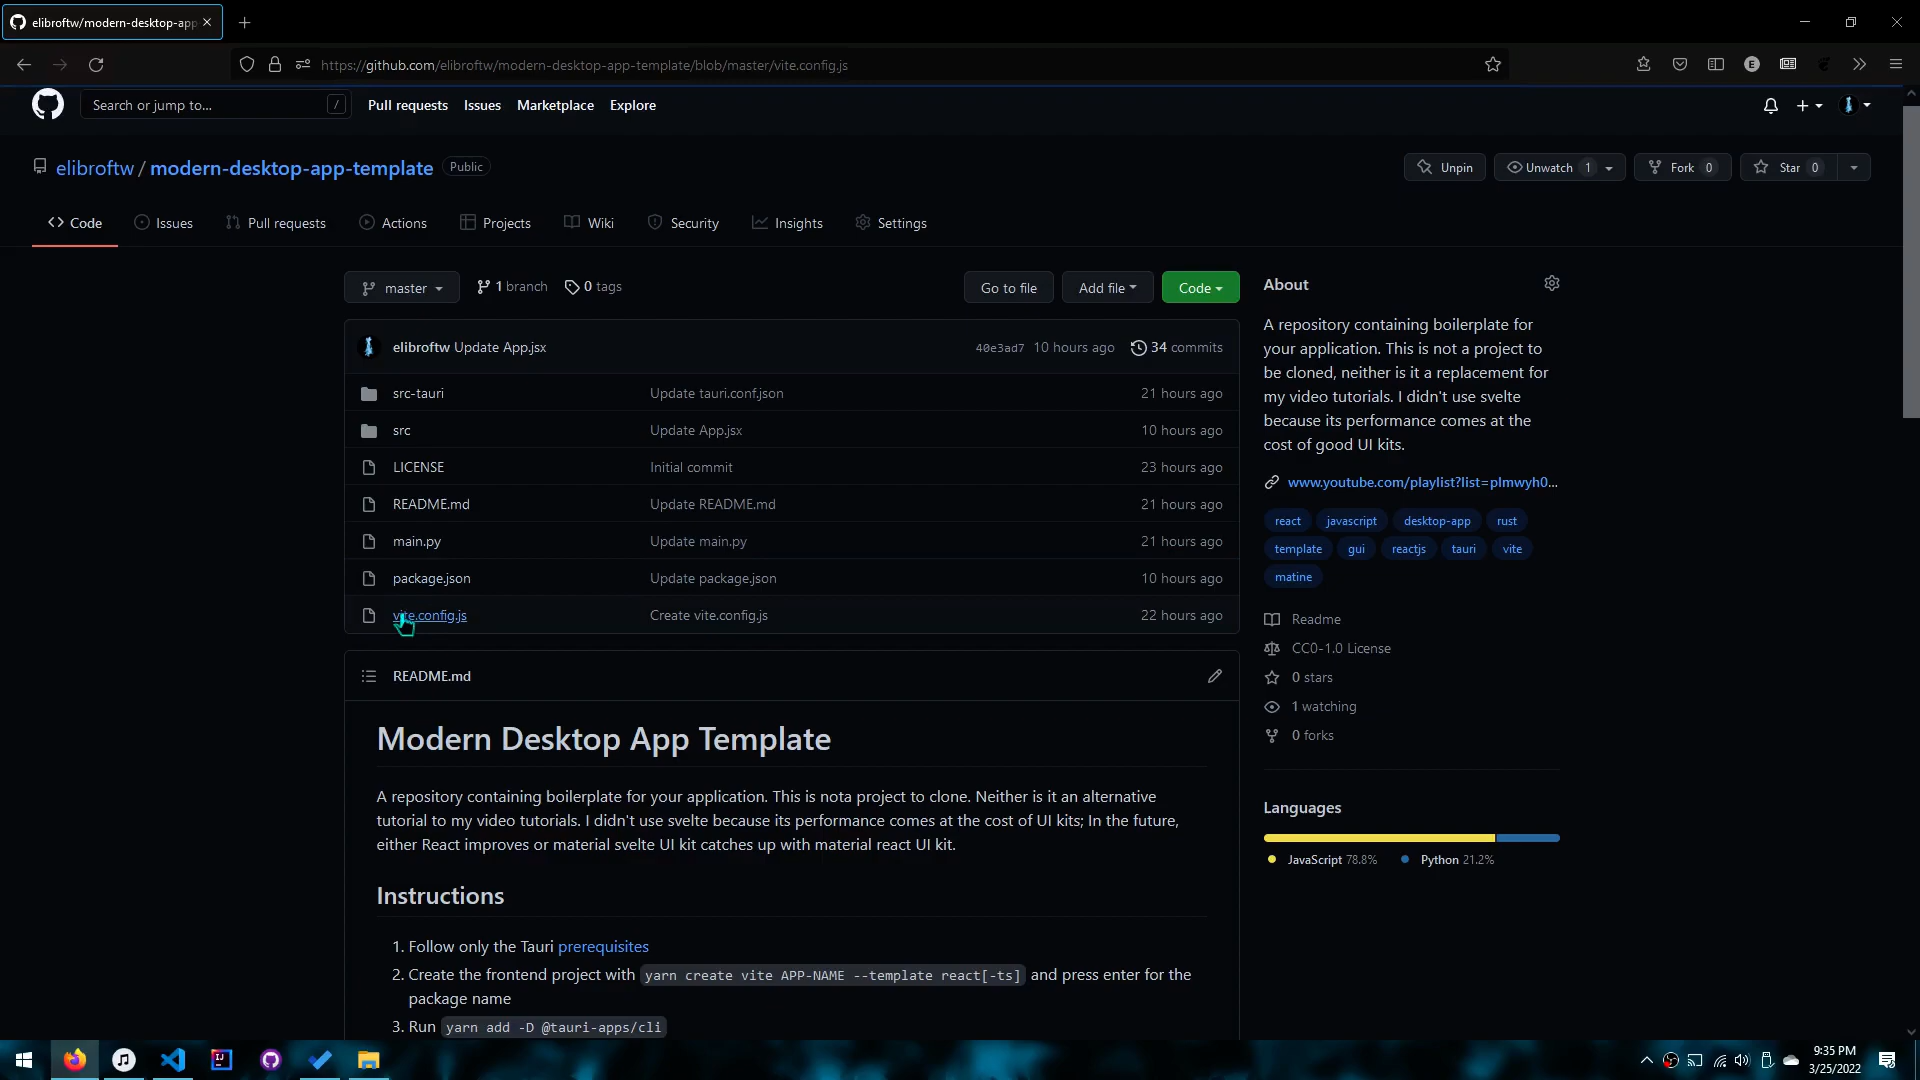 elibroftw/modern-desktop-app
https://github.com/elibroftw/modern-desktop-app-template/blob/master/vite.config.js
E
Search or jump to... /
Pull requests Issues Marketplace Explore
elibroftw / modern-desktop-app-template Public
Unpin Unwatch 1 Fork 0 Star 0
Code Issues Pull requests Actions Projects Wiki Security Insights Settings
master 1 branch 0 tags Go to file Add file Code
elibroftw Update App.jsx 40e3ad7 10 hours ago 34 commits
src-tauri Update tauri.conf.json 21 hours ago
src Update App.jsx 10 hours ago
LICENSE Initial commit 23 hours ago
README.md Update README.md 21 hours ago
main.py Update main.py 21 hours ago
package.json Update package.json 10 hours ago
vite.config.js Create vite.config.js 22 hours ago
README.md
Modern Desktop App Template
A repository containing boilerplate for your application. This is nota project to clone. Neither is it an alternative
tutorial to my video tutorials. I didn't use svelte because its performance comes at the cost of UI kits; In the future,
either React improves or material svelte UI kit catches up with material react UI kit.
Instructions
1. Follow only the Tauri prerequisites
2. Create the frontend project with yarn create vite APP-NAME --template react[-ts] and press enter for the
package name
3. Run yarn add -D @tauri-apps/cli
About
A repository containing boilerplate for
your application. This is not a project to
be cloned, neither is it a replacement for
my video tutorials. I didn't use svelte
because its performance comes at the
cost of good UI kits.
www.youtube.com/playlist?list=plmwyh0...
react javascript desktop-app rust
template gui reactjs tauri vite
matine
Readme
CC0-1.0 License
0 stars
1 watching
0 forks
Languages
JavaScript 78.8% Python 21.2%
IJ
9:35 PM
3/25/2022